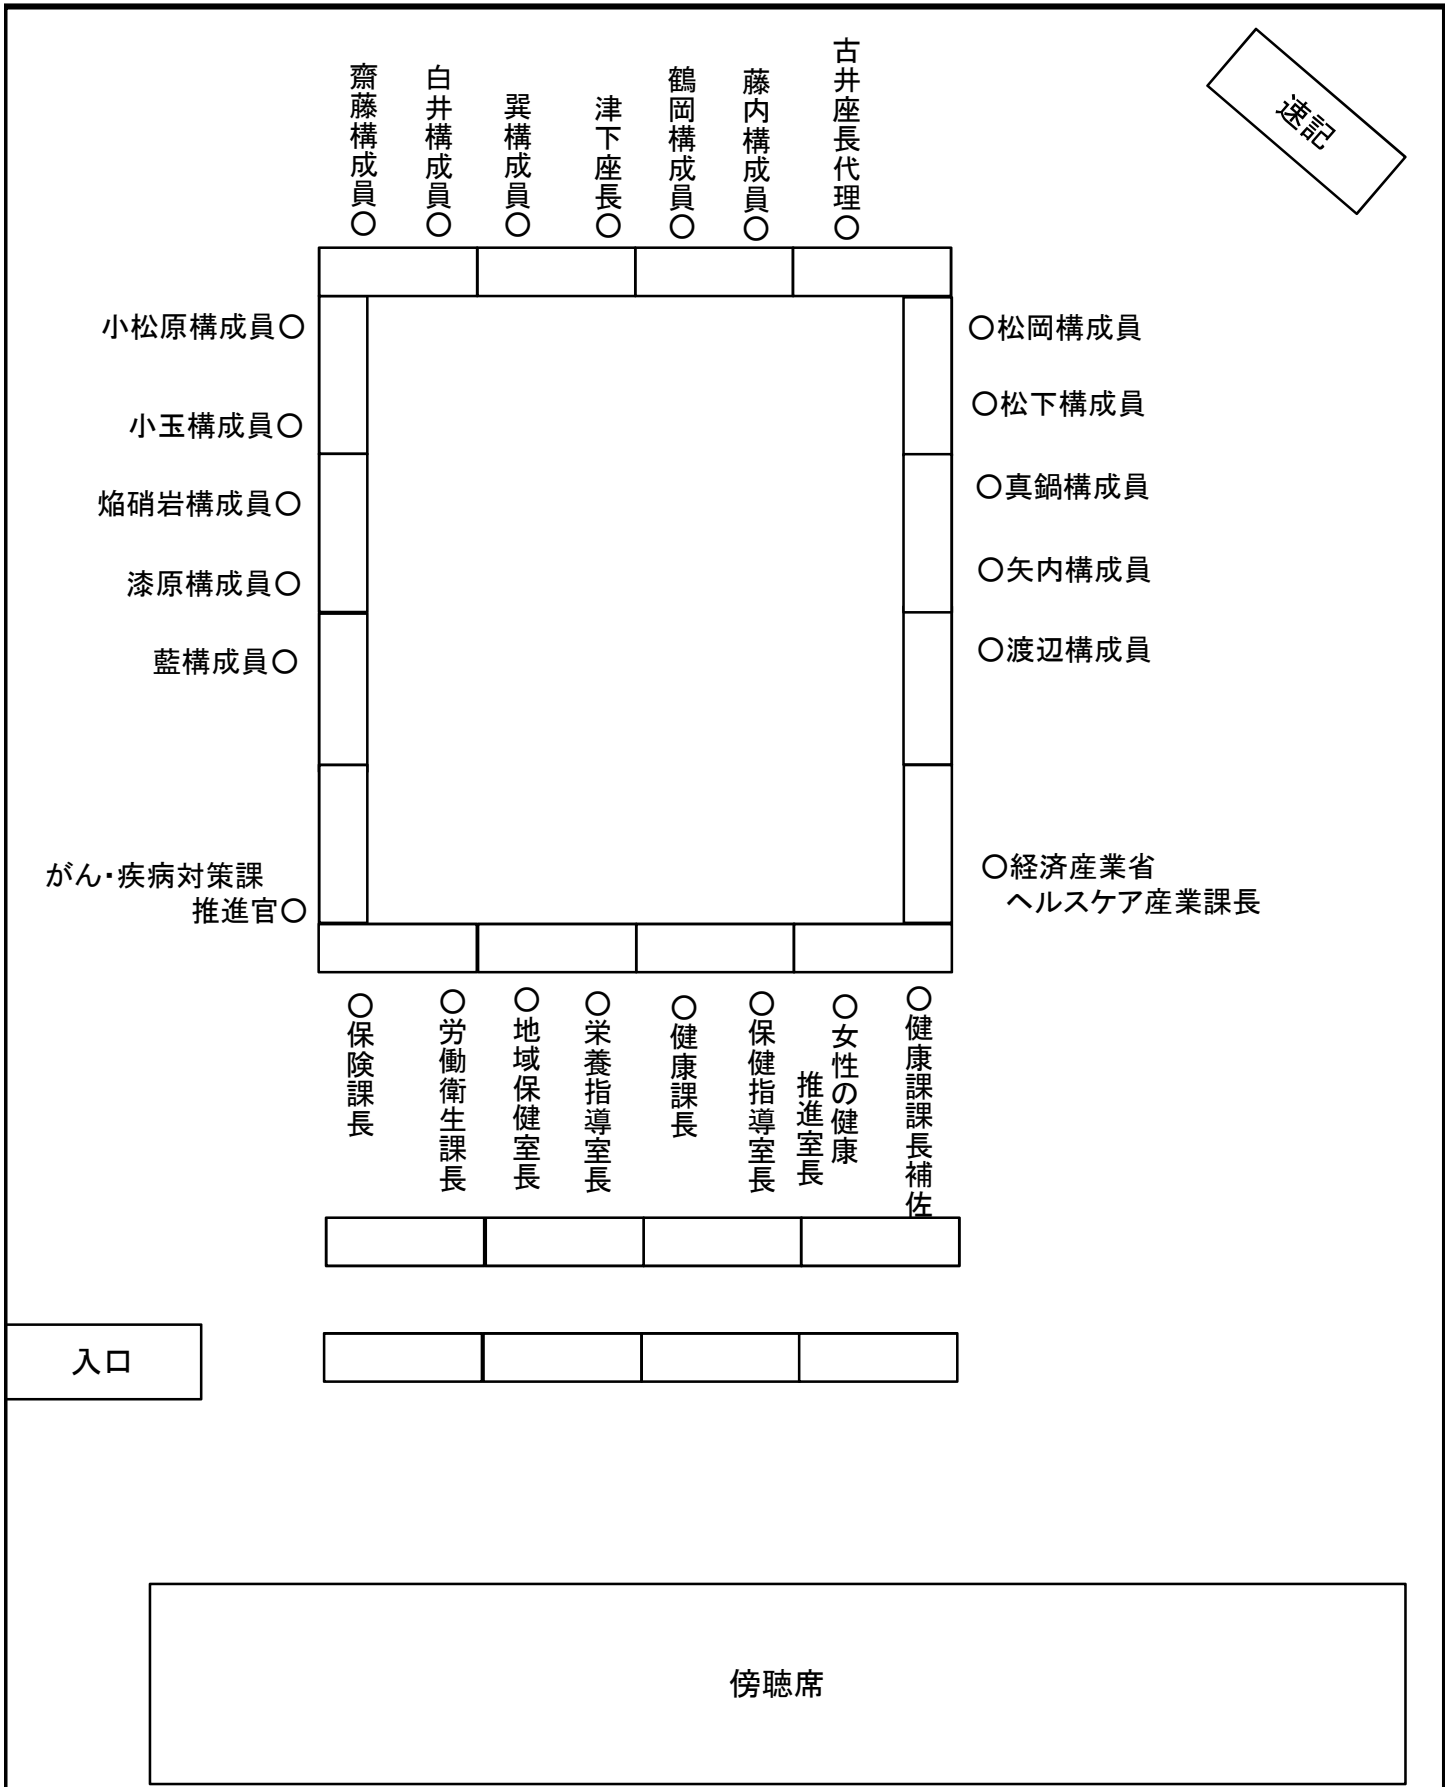 齋藤構成員○
白井構成員○
巽構成員○
津下座長○
鶴岡構成員○
藤内構成員○
古井座長代理○
速記
小松原構成員○
小玉構成員○
焔硝岩構成員○
漆原構成員○
藍構成員○
がん・疾病対策課
推進官○
○松岡構成員
○松下構成員
○真鍋構成員
○矢内構成員
○渡辺構成員
○経済産業省
ヘルスケア産業課長
○保険課長
○労働衛生課長
○地域保健室長
○栄養指導室長
○健康課長
○保健指導室長
○女性の健康
推進室長
○健康課課長補佐
入口
傍聴席